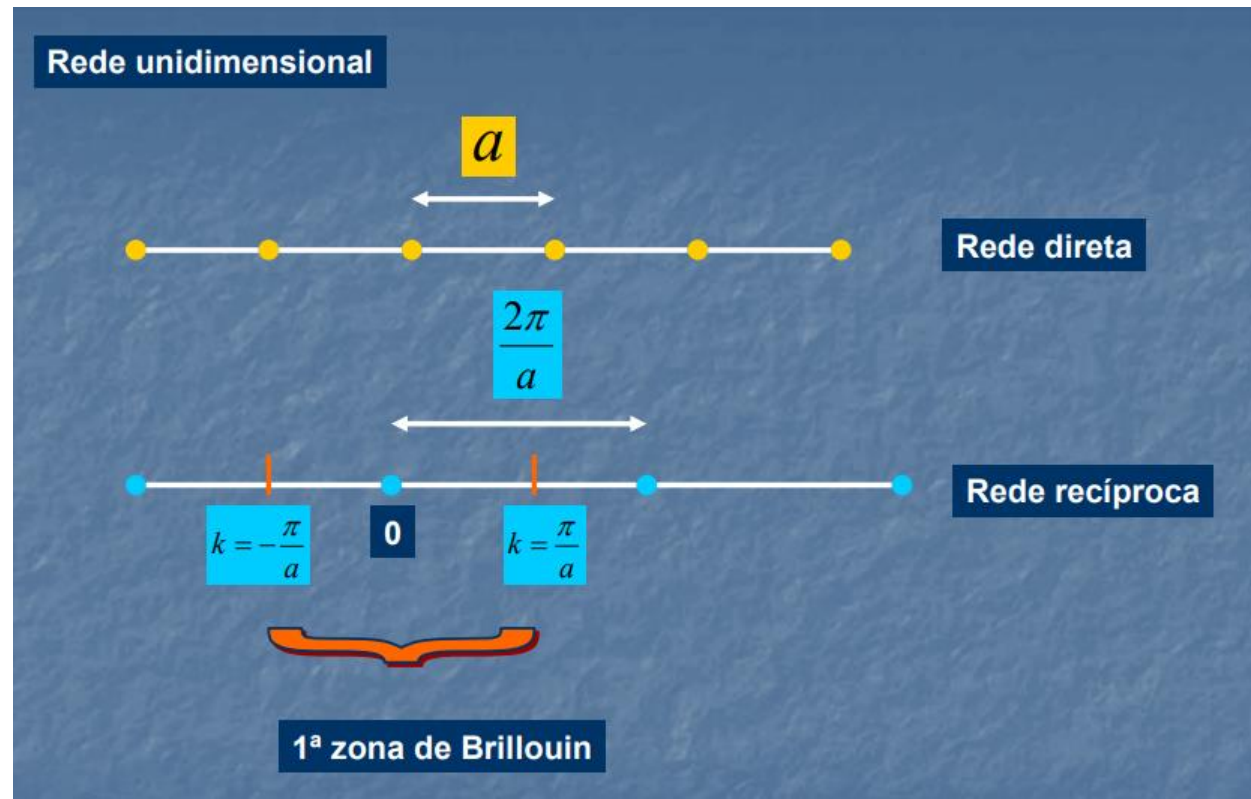 Rede unidimensional
a
Rede direta
2π/a
Rede recíproca
k = -π/a
0
k = π/a
1ª zona de Brillouin